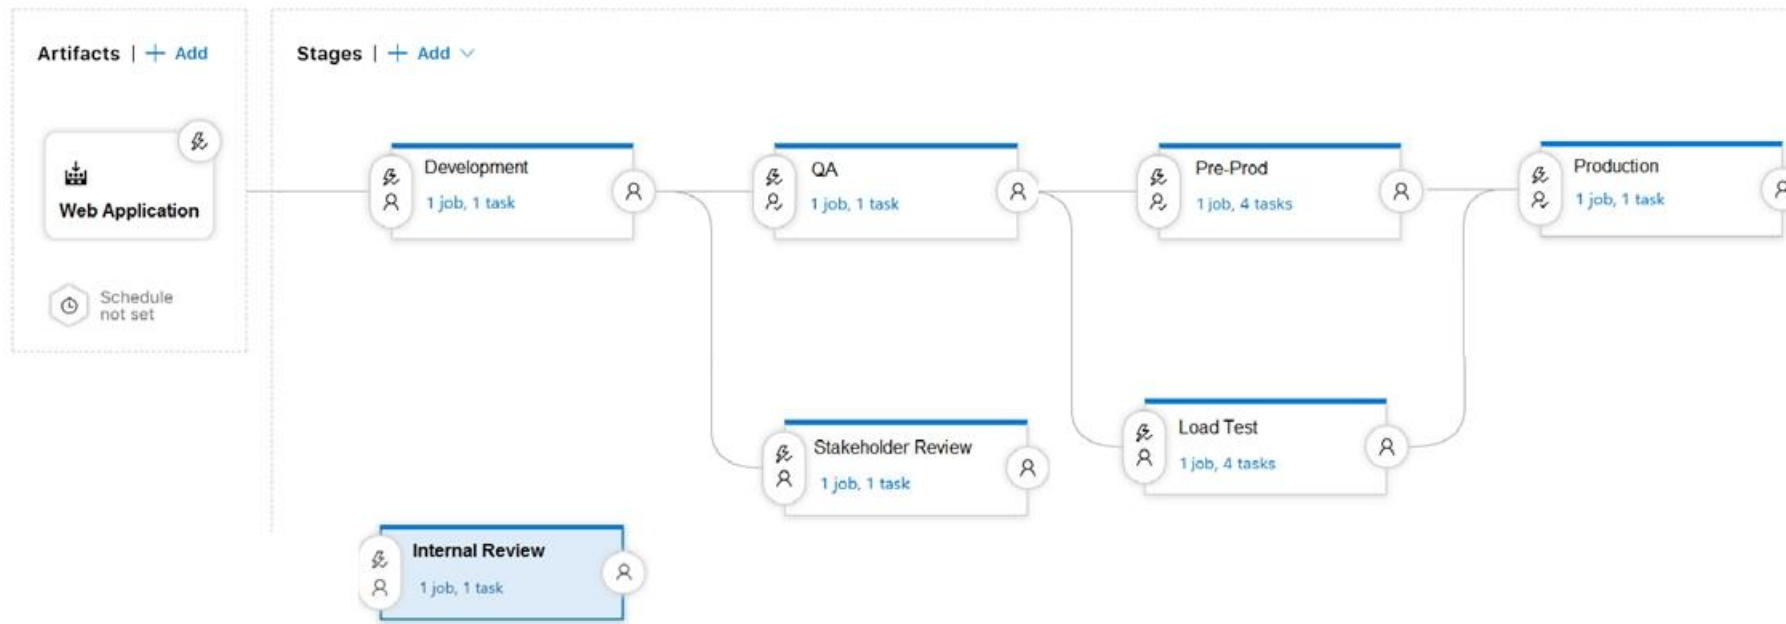 Artifacts | + Add
Stages | + Add
Web Application
Schedule
not set
Development
1 job, 1 task
QA
1 job, 1 task
Pre-Prod
1 job, 4 tasks
Production
1 job, 1 task
Stakeholder Review
1 job, 1 task
Load Test
1 job, 4 tasks
Internal Review
1 job, 1 task